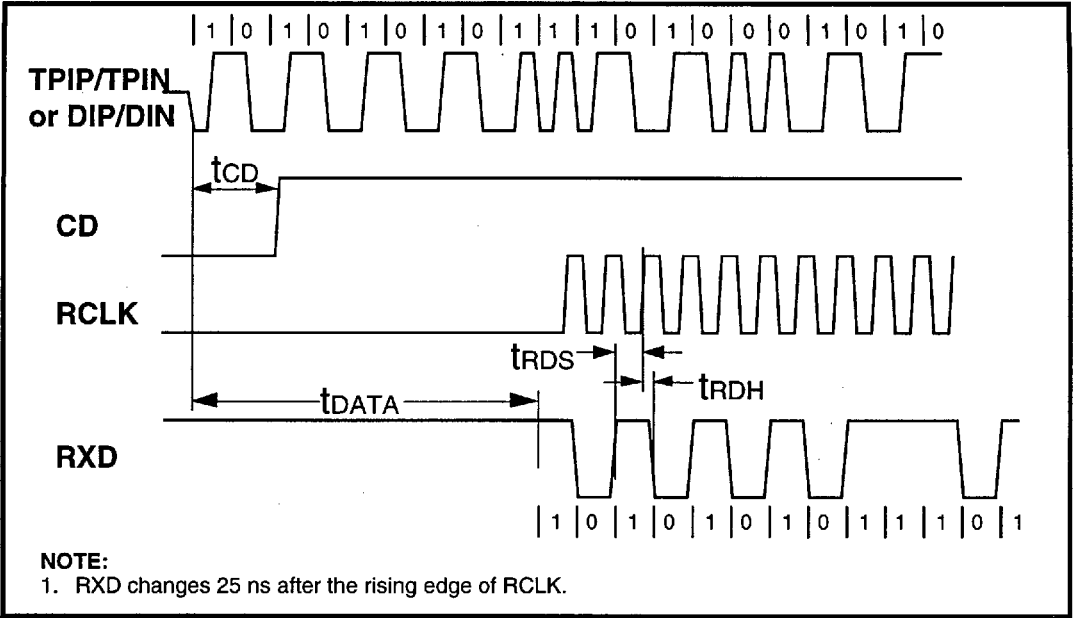 | 1 | 0 | 1 | 0 | 1 | 0 | 1 | 0 | 1 | 1 | 1 | 0 | 1 | 0 | 0 | 0 | 1 | 0 | 1 | 0
TPIP/TPIN
or DIP/DIN
tCD
CD
RCLK
tRDS
tRDH
tDATA
RXD
| 1 | 0 | 1 | 0 | 1 | 0 | 1 | 0 | 1 | 1 | 1 | 0 | 1
NOTE:
1. RXD changes 25 ns after the rising edge of RCLK.